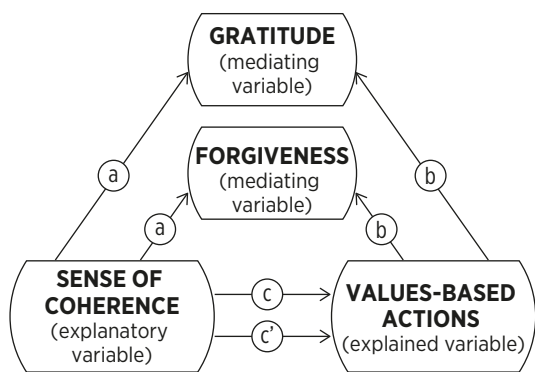 GRATITUDE
(mediating
variable)
FORGIVENESS
(mediating
variable)
a
b
a
b
SENSE OF
COHERENCE
(explanatory
variable)
c
c’
VALUES-BASED
ACTIONS
(explained variable)